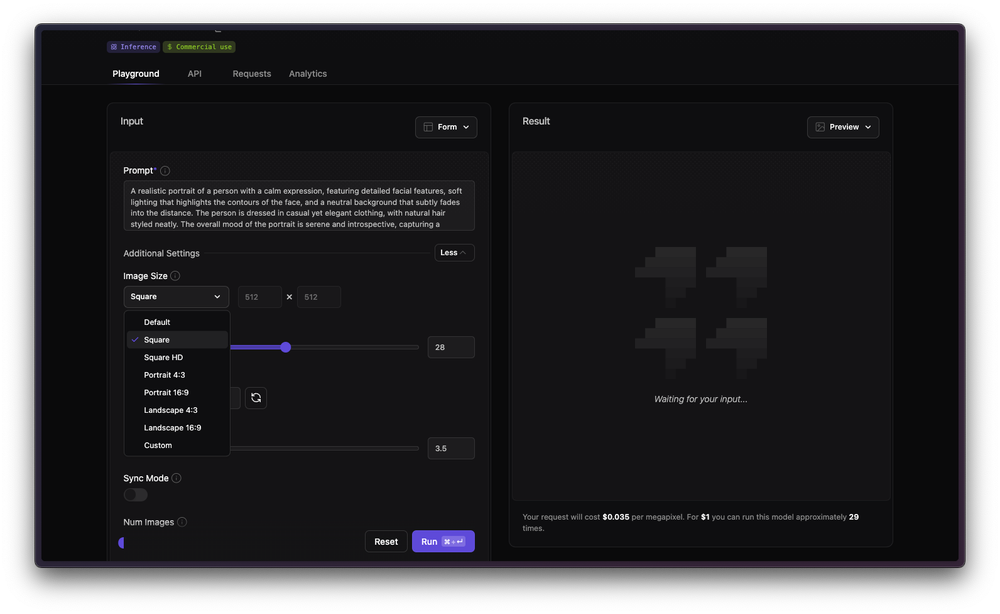 Inference
$ Commercial use
Playground
API
Requests
Analytics
Input
Form
Prompt*
A realistic portrait of a person with a calm expression, featuring detailed facial features, soft
lighting that highlights the contours of the face, and a neutral background that subtly fades
into the distance. The person is dressed in casual yet elegant clothing, with natural hair
styled neatly. The overall mood of the portrait is serene and introspective, capturing a
Additional Settings
Less
Image Size
Square
512
512
Default
Square
Square HD
Portrait 4:3
Portrait 16:9
Landscape 4:3
Landscape 16:9
Custom
28
3.5
Sync Mode
Num Images
Reset
Run ⌘+↵
Result
Preview
Waiting for your input...
Your request will cost $0.035 per megapixel. For $1 you can run this model approximately 29
times.